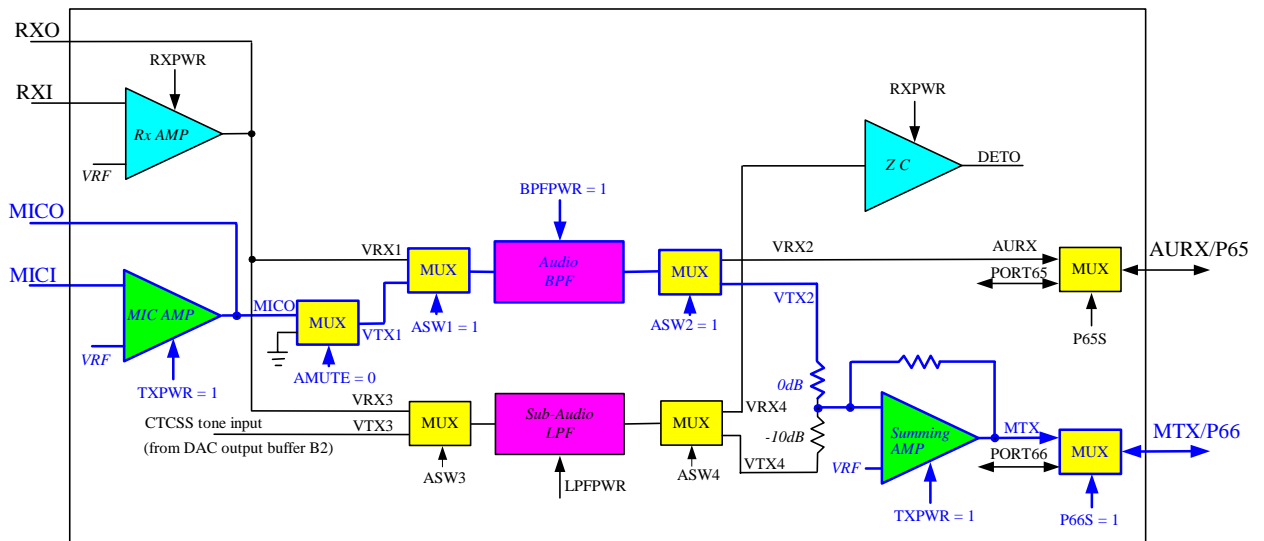 RXO
RXPWR
RXI
Rx AMP
VRF
RXPWR
Z C
DETO
MICO
BPFPWR = 1
VRX1
MUX
Audio
BPF
MUX
VRX2
AURX
MUX
AURX/P65
PORT65
MICI
MIC AMP
MICO
MUX
VTX1
ASW1 = 1
ASW2 = 1
VTX2
P65S
VRF
AMUTE = 0
TXPWR = 1
0dB
CTCSS tone input
(from DAC output buffer B2)
VRX3
VTX3
MUX
Sub-Audio
LPF
MUX
VRX4
VTX4
-10dB
Summing
AMP
MTX
MUX
MTX/P66
PORT66
VRF
ASW3
LPFPWR
ASW4
TXPWR = 1
P66S = 1